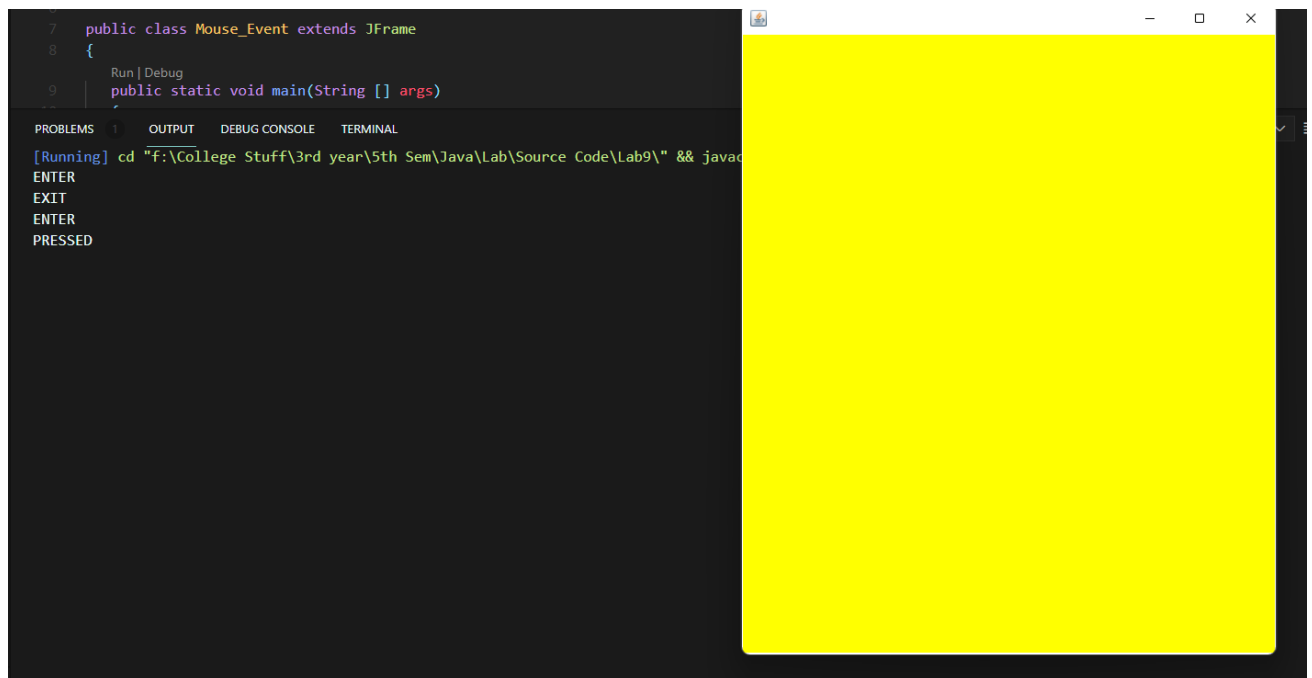 7 public class Mouse_Event extends JFrame
8 {
Run | Debug
9 public static void main(String [] args)
PROBLEMS 1 OUTPUT DEBUG CONSOLE TERMINAL
[Running] cd "f:\College Stuff\3rd year\5th Sem\Java\Lab\Source Code\Lab9\" && javac
ENTER
EXIT
ENTER
PRESSED